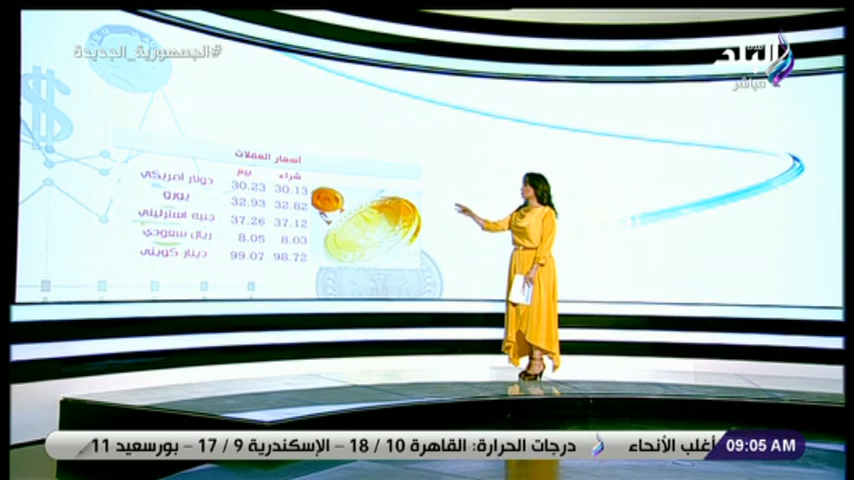 #الجمهورية_الجديدة
صدى البلد
مباشر
أسعار العملات
شراء بيع
دولار أمريكي 30.23 30.13
يورو 32.93 32.82
جنيه استرليني 37.26 37.12
ريال سعودي 8.05 8.03
دينار كويتي 99.07 98.72
09:05 AM أغلب الأنحاء درجات الحرارة: القاهرة 10 / 18 – الإسكندرية 9 / 17 – بورسعيد 11